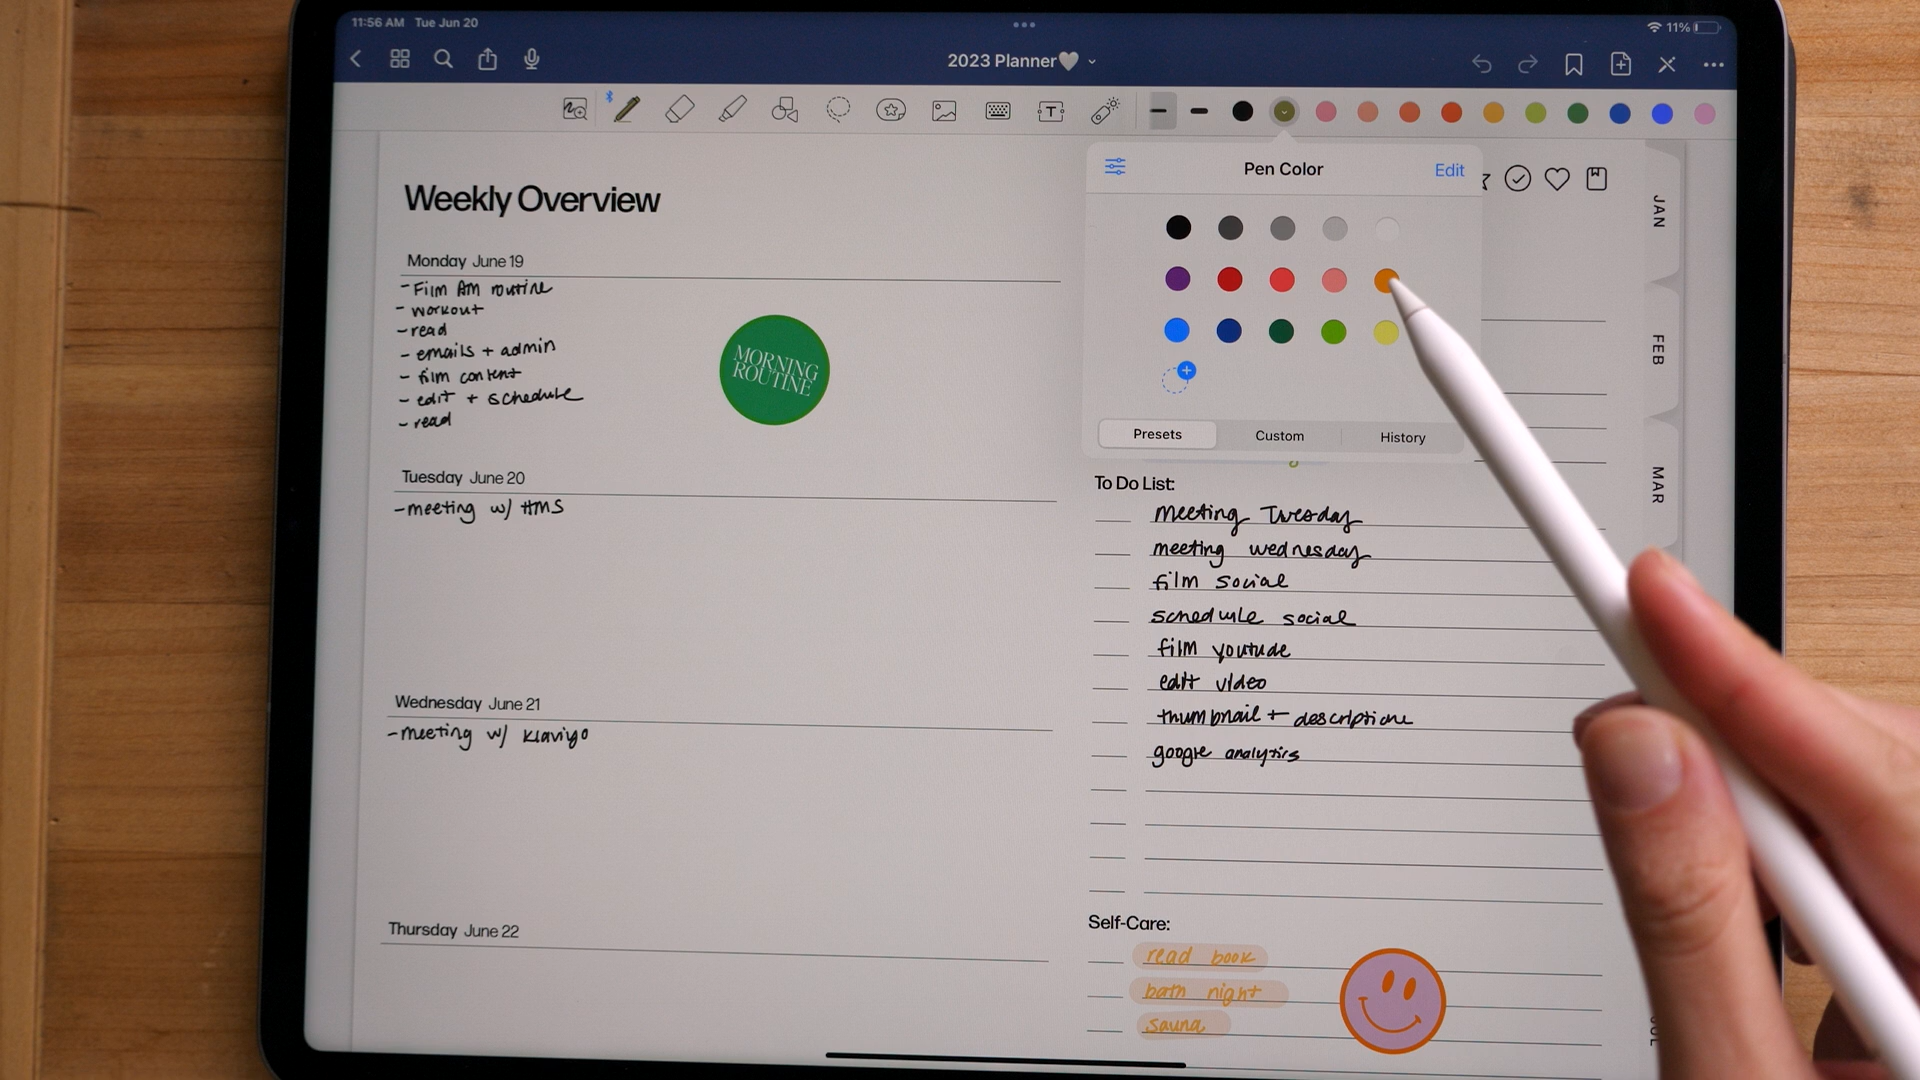 11:56 AM Tue Jun 20
11%
2023 Planner🤍
T
Pen Color
Edit
Presets
Custom
History
JAN
FEB
MAR
Weekly Overview
Monday June 19
- Film AM routine
- workout
- read
- emails + admin
- film content
- edit + schedule
- read
MORNING
ROUTINE
Tuesday June 20
- meeting w/ HMS
Wednesday June 21
- meeting w/ Klaviyo
Thursday June 22
To Do List:
meeting Tuesday
meeting wednesday
film social
schedule social
film youtube
edit video
thumbnail + description
google analytics
Self-Care:
read book
bath night
sauna